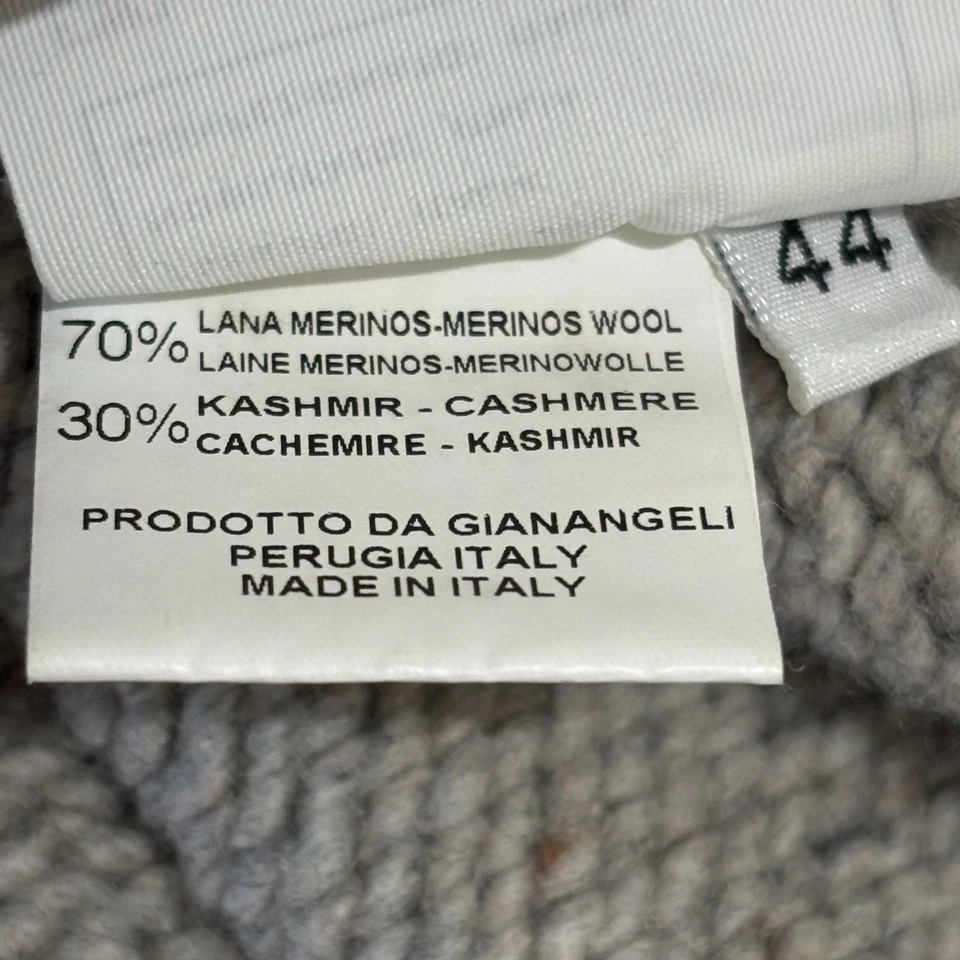 44
70% LANA MERINOS-MERINOS WOOL
LAINE MERINOS-MERINOWOLLE
30% KASHMIR - CASHMERE
CACHEMIRE - KASHMIR
PRODOTTO DA GIANANGELI
PERUGIA ITALY
MADE IN ITALY